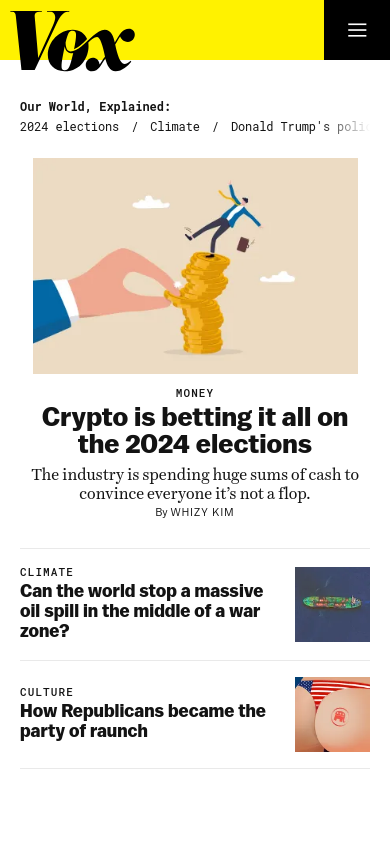 Vox
Our World, Explained:
2024 elections / Climate / Donald Trump's
MONEY
Crypto is betting it all on
the 2024 elections
The industry is spending huge sums of cash to
convince everyone it’s not a flop.
By WHIZY KIM
CLIMATE
Can the world stop a massive
oil spill in the middle of a war
zone?
CULTURE
How Republicans became the
party of raunch